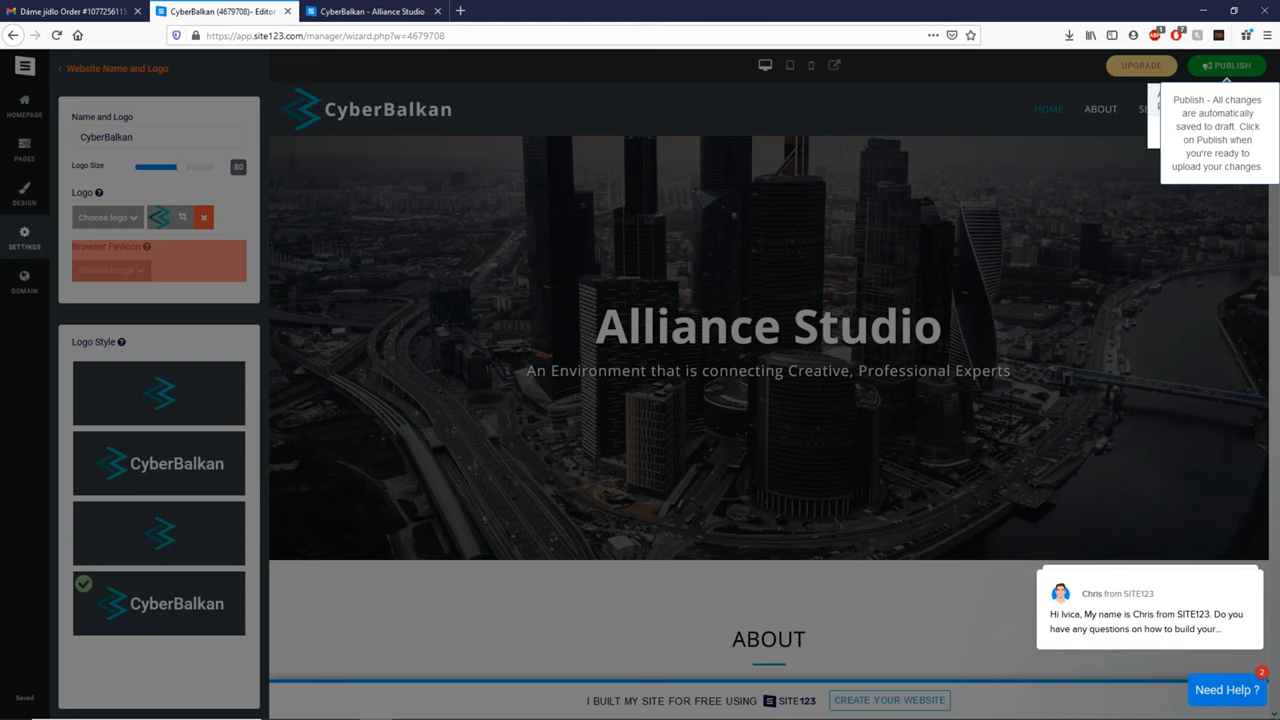 Dáme jídlo Order #1077256115
CyberBalkan (4679708)- Editor
CyberBalkan - Alliance Studio
https://app.site123.com/manager/wizard.php?w=4679708
Website Name and Logo
UPGRADE
PUBLISH
HOMEPAGE
PAGES
DESIGN
SETTINGS
DOMAIN
Saved
Name and Logo
CyberBalkan
Logo Size
80
Logo
Choose logo
Browser Favicon
Choose image
Logo Style
CyberBalkan
CyberBalkan
CyberBalkan
HOME
ABOUT
Publish - All changes
are automatically
saved to draft. Click
on Publish when
you're ready to
upload your changes.
Alliance Studio
An Environment that is connecting Creative, Professional Experts
ABOUT
Chris from SITE123
Hi Ivica, My name is Chris from SITE123. Do you
have any questions on how to build your...
I BUILT MY SITE FOR FREE USING SITE123 CREATE YOUR WEBSITE
Need Help ?
2